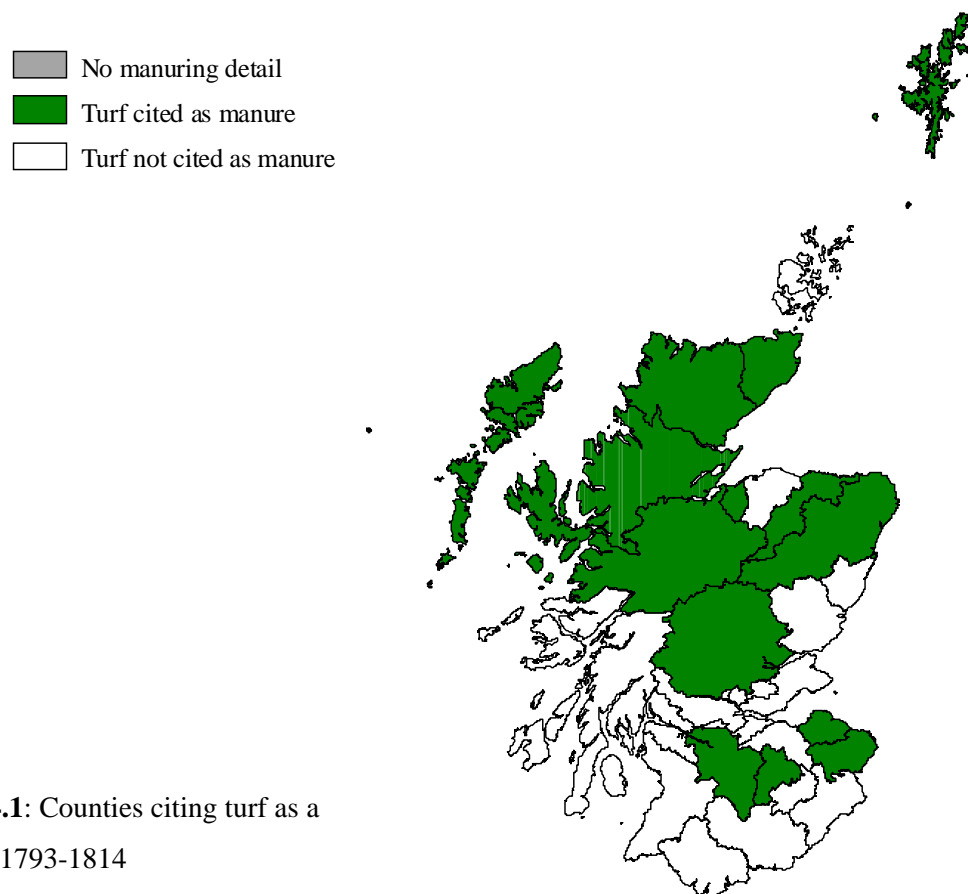 No manuring detail
Turf cited as manure
Turf not cited as manure
.1: Counties citing turf as a
1793-1814